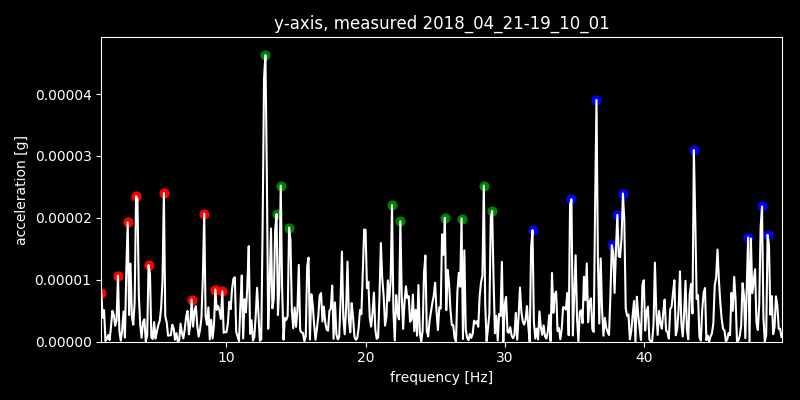 y-axis, measured 2018_04_21-19_10_01
acceleration [g]
0.00004
0.00003
0.00002
0.00001
0.00000
10 20 30 40
frequency [Hz]